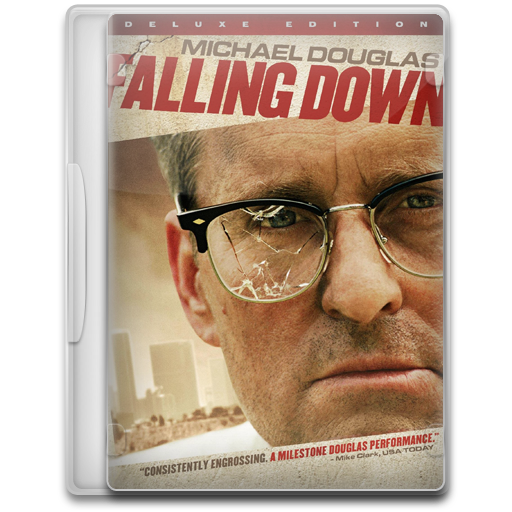 DELUXE EDITION
MICHAEL DOUGLAS
FALLING DOWN
"CONSISTENTLY ENGROSSING. A MILESTONE DOUGLAS PERFORMANCE."
- Mike Clark, USA TODAY